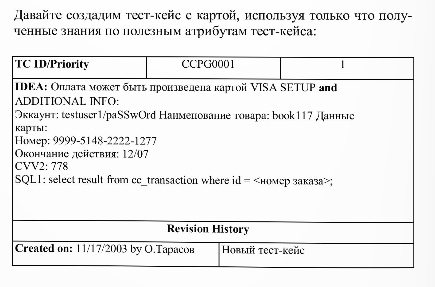 Давайте создадим тест-кейс с картой, используя только что полу-
ченные знания по полезным атрибутам тест-кейса:
TC ID/Priority CCPG0001 1
IDEA: Оплата может быть произведена картой VISA SETUP and
ADDITIONAL INFO:
Эккаунт: testuser1/paSSwOrd Наименование товара: book117 Данные
карты:
Номер: 9999-5148-2222-1277
Окончание действия: 12/07
CVV2: 778
SQL1: select result from cc_transaction where id = <номер заказа>;
Revision History
Created on: 11/17/2003 by О.Тарасов Новый тест-кейс